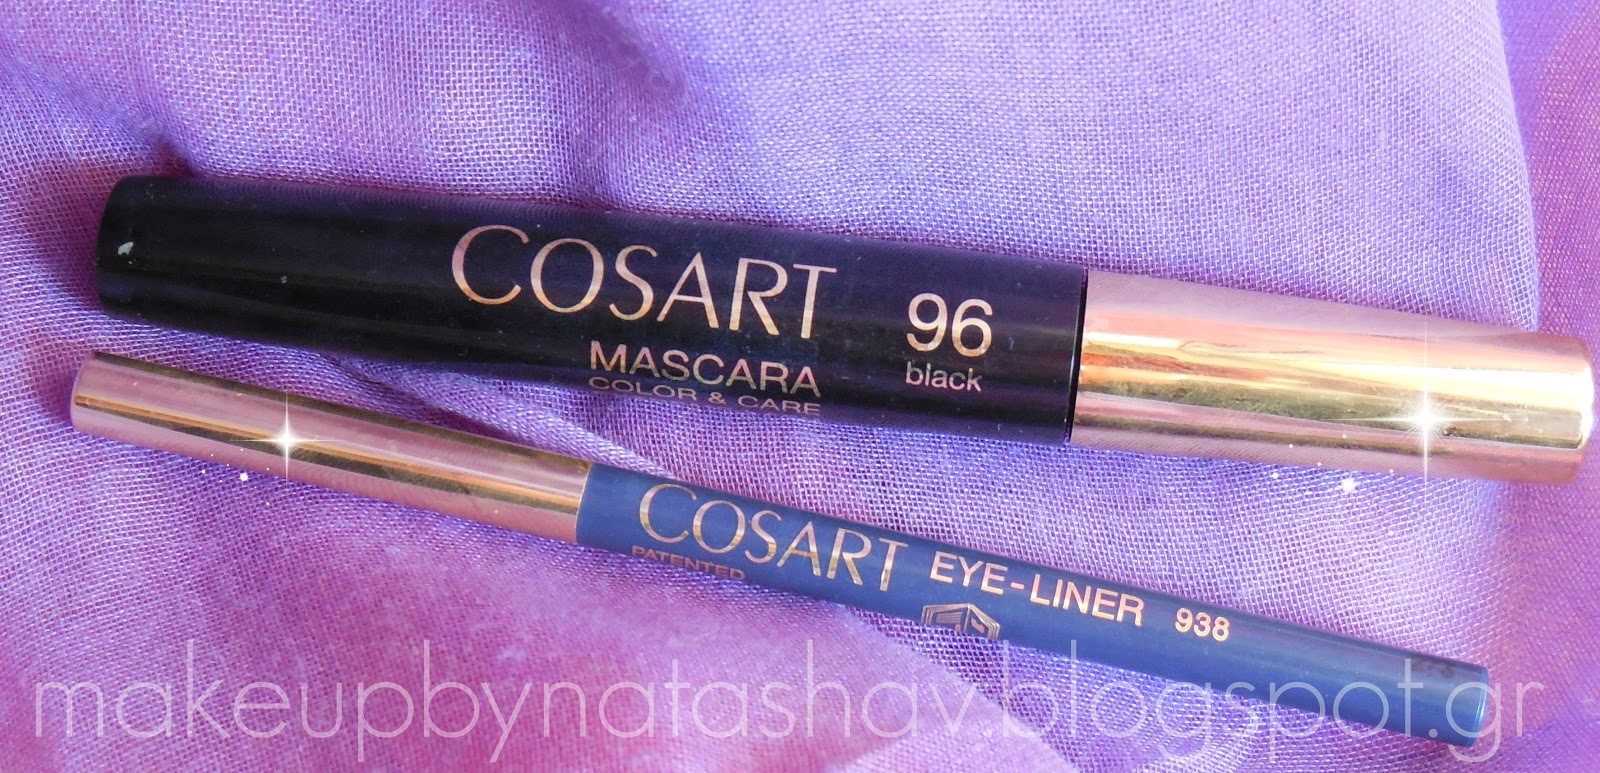 COSART
MASCARA
COLOR & CARE
96
black
COSART
PATENTED
EYE-LINER 938
makeupbynatashav.blogspot.gr